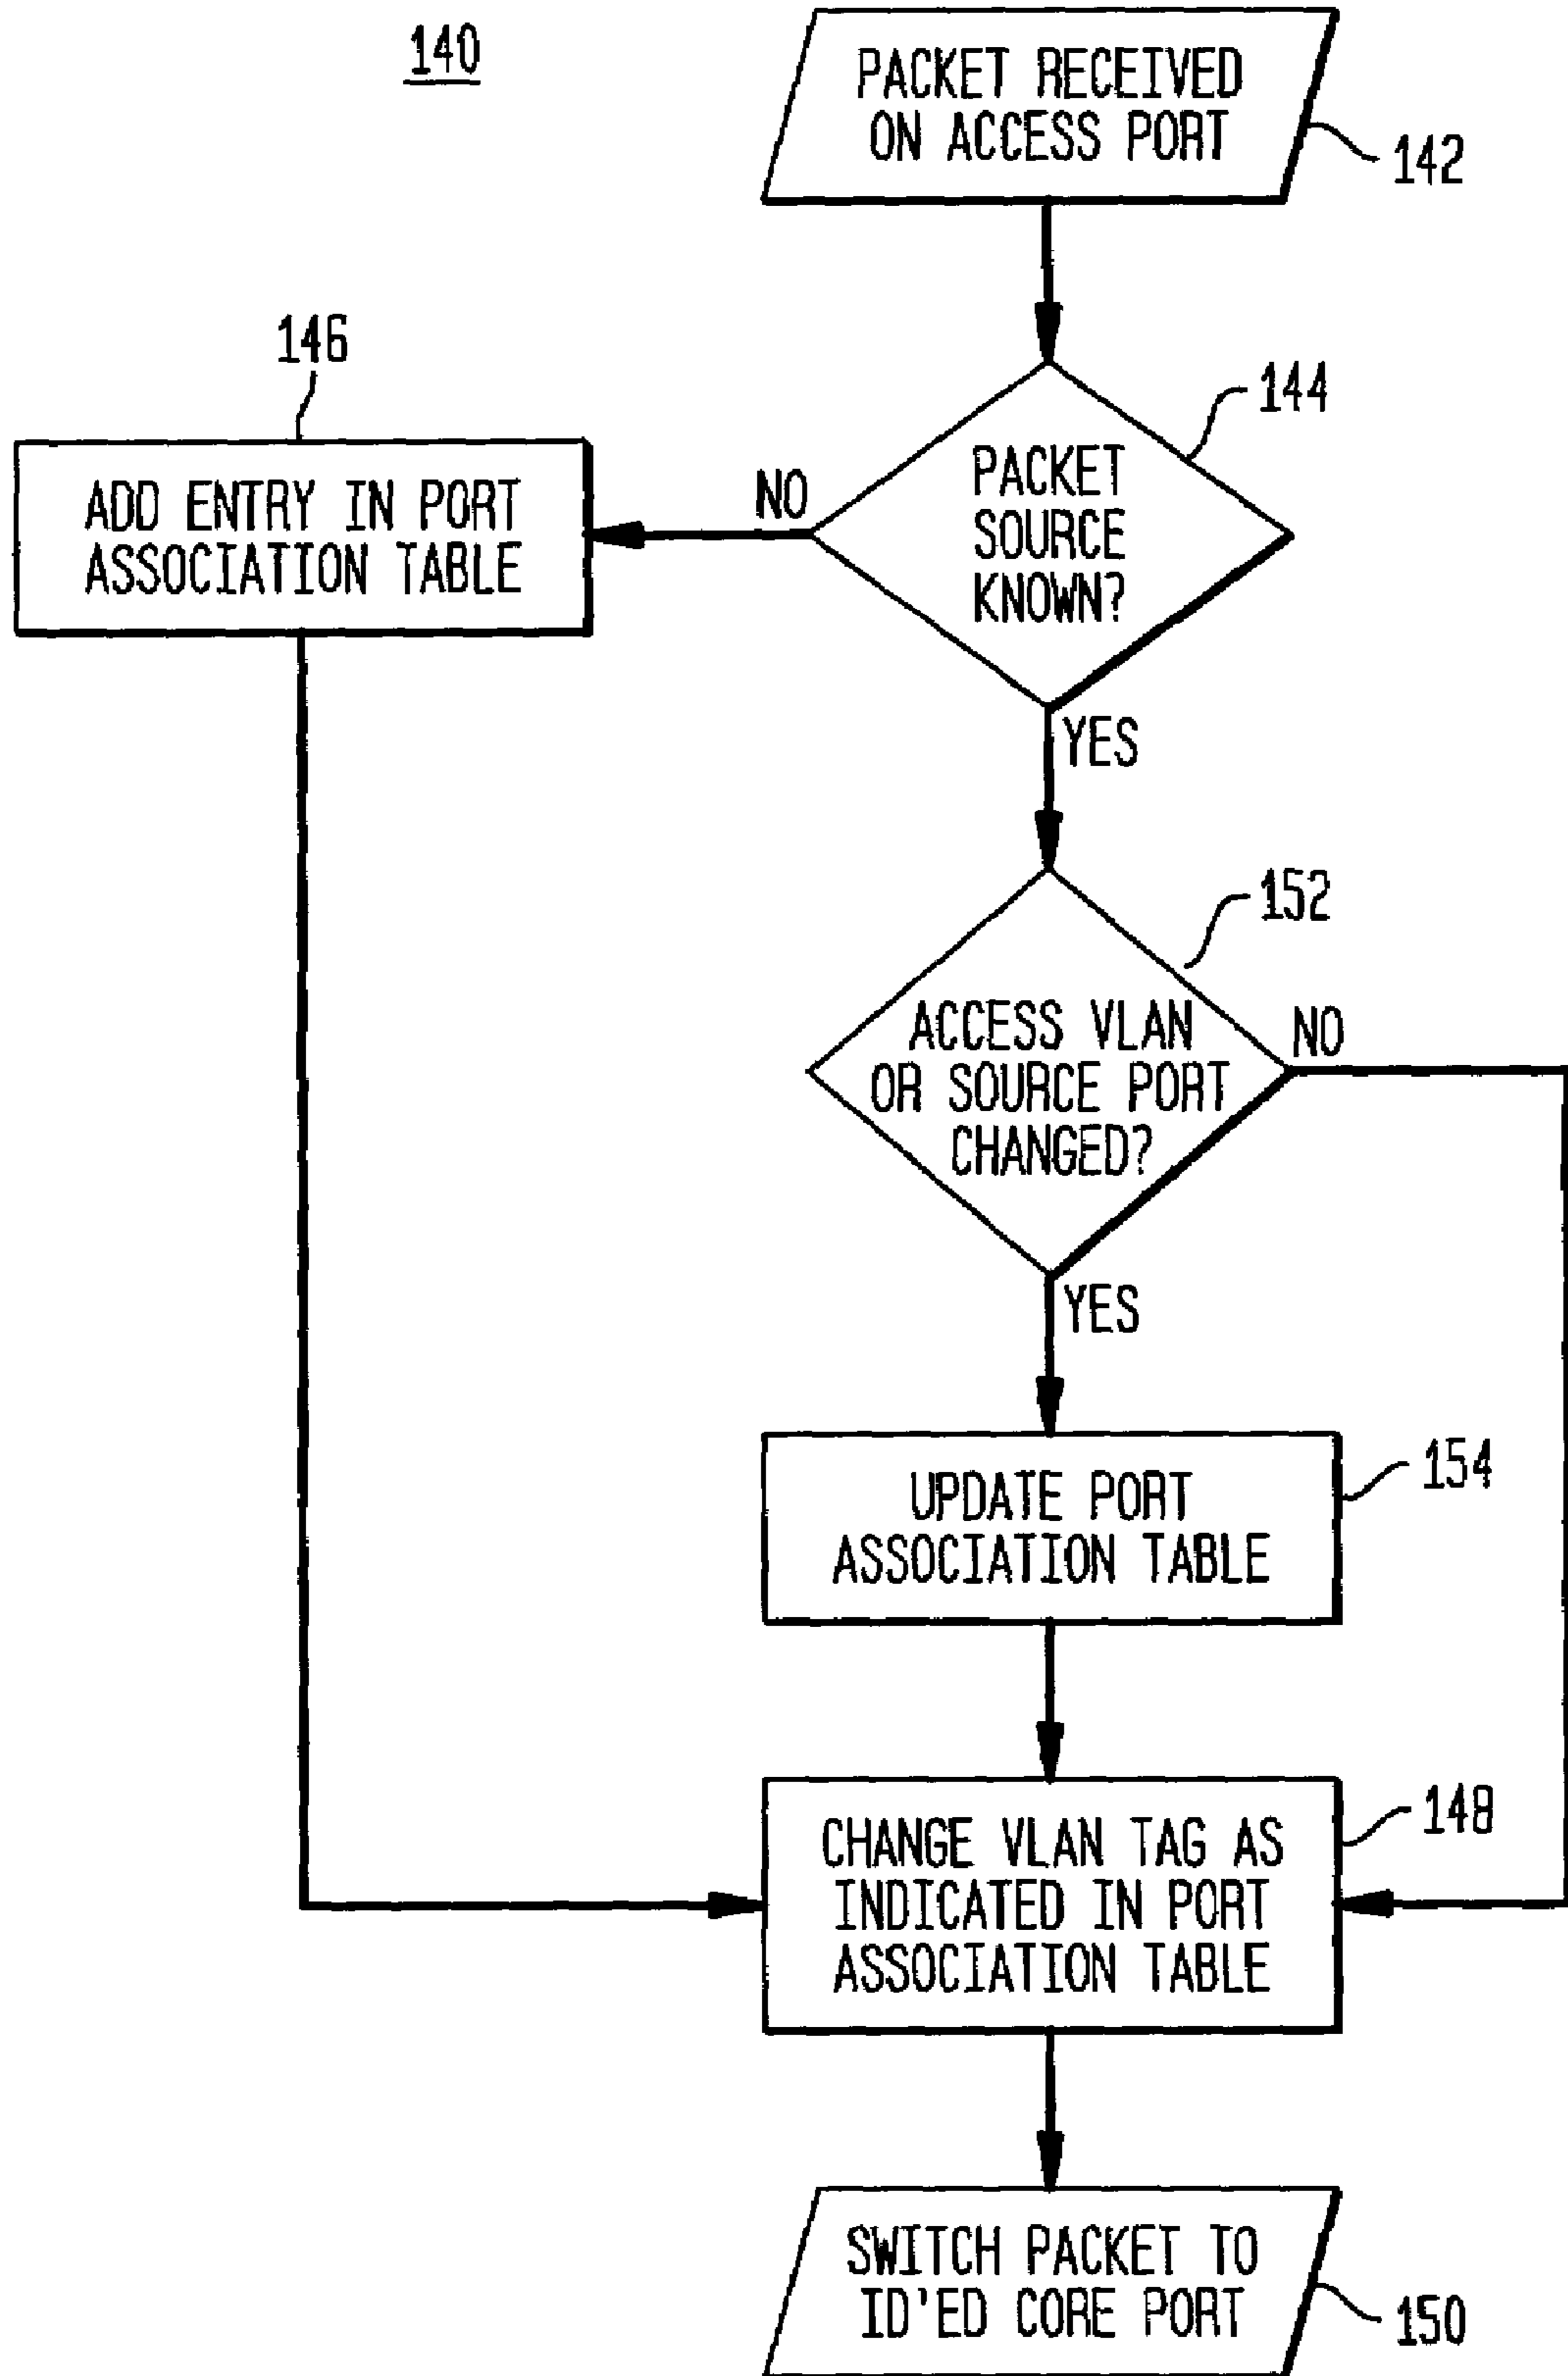 140
PACKET RECEIVED
ON ACCESS PORT
142
146
144
ADD ENTRY IN PORT
ASSOCIATION TABLE
NO
PACKET
SOURCE
KNOWN?
YES
152
ACCESS VLAN
OR SOURCE PORT
CHANGED?
NO
YES
154
UPDATE PORT
ASSOCIATION TABLE
148
CHANGE VLAN TAG AS
INDICATED IN PORT
ASSOCIATION TABLE
SWITCH PACKET TO
ID'ED CORE PORT
150